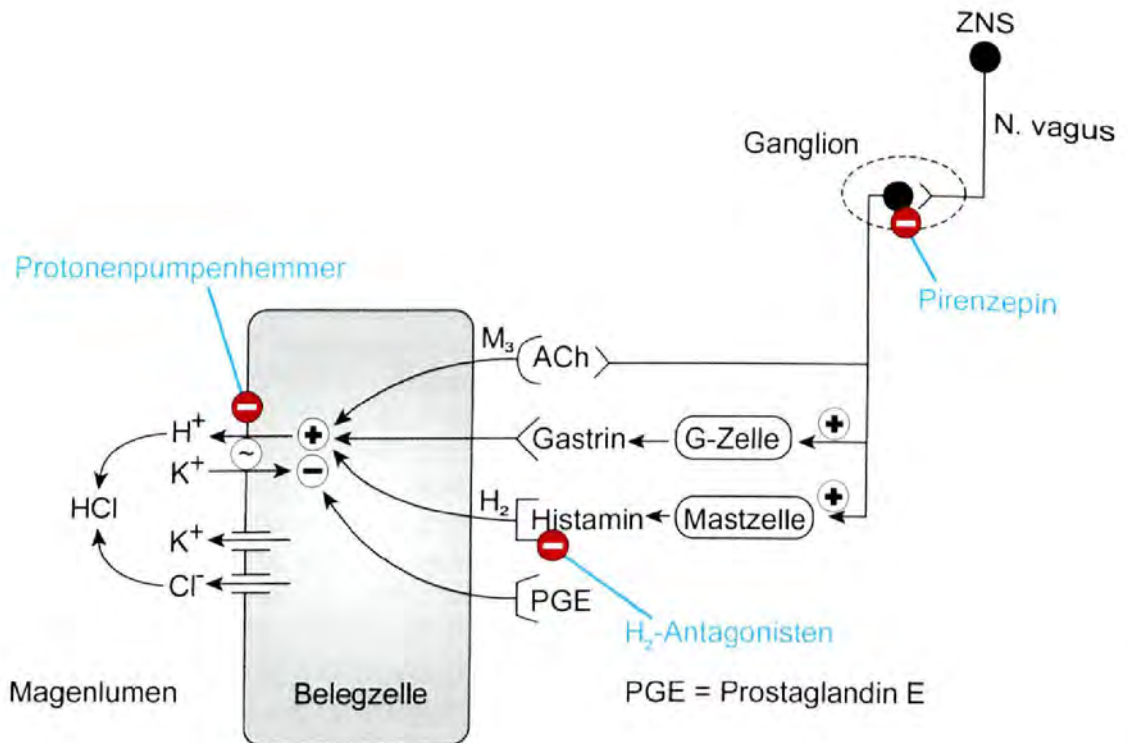 ZNS
N. vagus
Ganglion
Protonenpumpenhemmer
Pirenzepin
M₃
ACh
H⁺
Gastrin
G-Zelle
~
K⁺
HCl
H₂
Histamin
Mastzelle
K⁺
Cl⁻
PGE
H₂-Antagonisten
Magenlumen
Belegzelle
PGE = Prostaglandin E